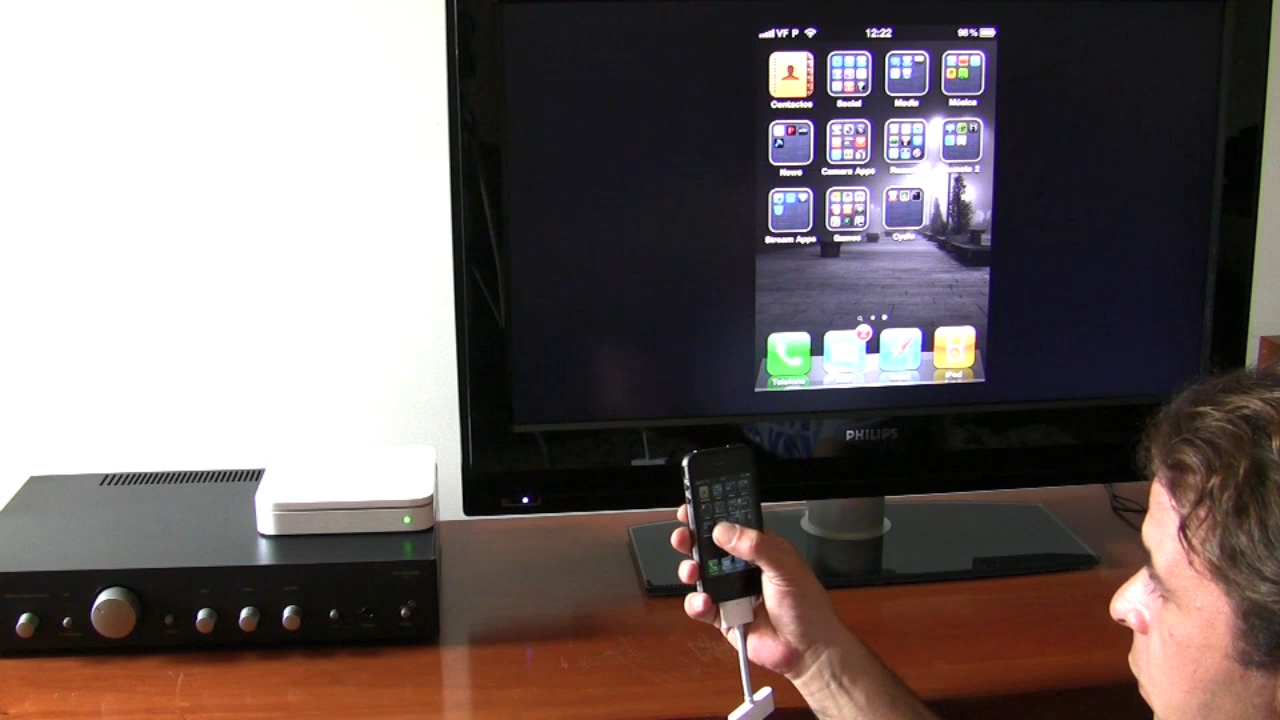 VF P 12:22 98 %
Contactos Social Media Música
News Camera Apps
Stream Apps Games Cydia
Telefone iPod
PHILIPS